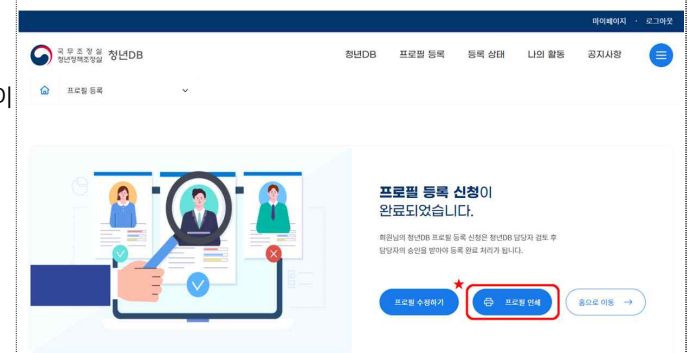 마이페이지 · 로그아웃
국무조정실
청년정책조정실 청년DB
청년DB 프로필 등록 등록 상태 나의 활동 공지사항
이
프로필 등록
프로필 등록 신청이
완료되었습니다.
회원님의 청년DB 프로필 등록 신청은 청년DB 담당자 검토 후
담당자의 승인을 받아야 등록 완료 처리가 됩니다.
★
프로필 수정하기 프로필 인쇄 홈으로 이동 →